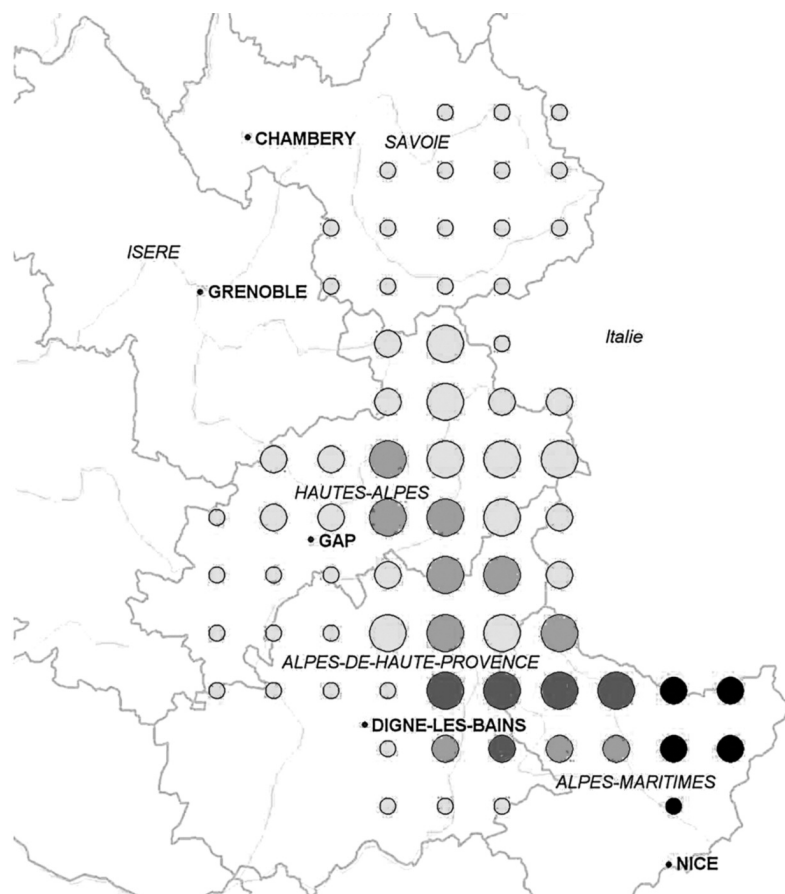 CHAMBERY
SAVOIE
ISERE
GRENOBLE
Italie
HAUTES-ALPES
GAP
ALPES-DE-HAUTE-PROVENCE
DIGNE-LES-BAINS
ALPES-MARITIMES
NICE